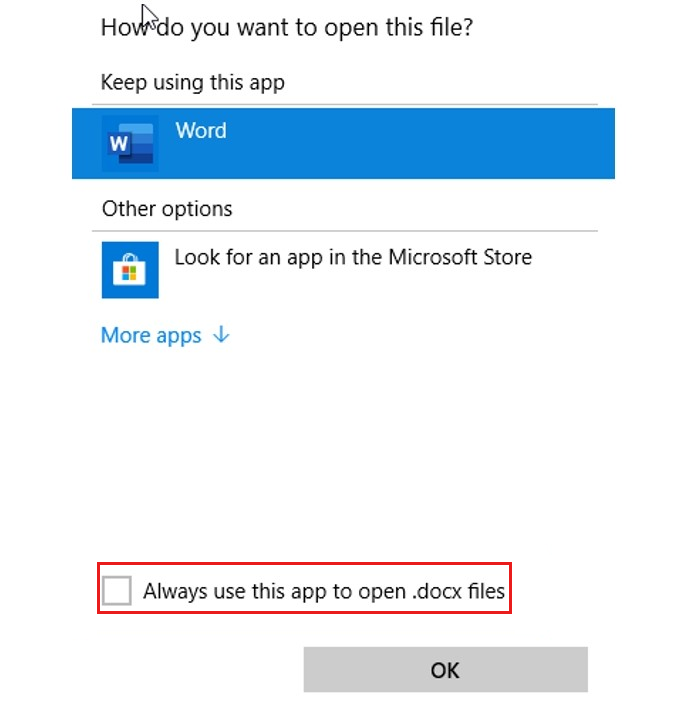 How do you want to open this file?
Keep using this app
W
Word
Other options
Look for an app in the Microsoft Store
More apps
Always use this app to open .docx files
OK